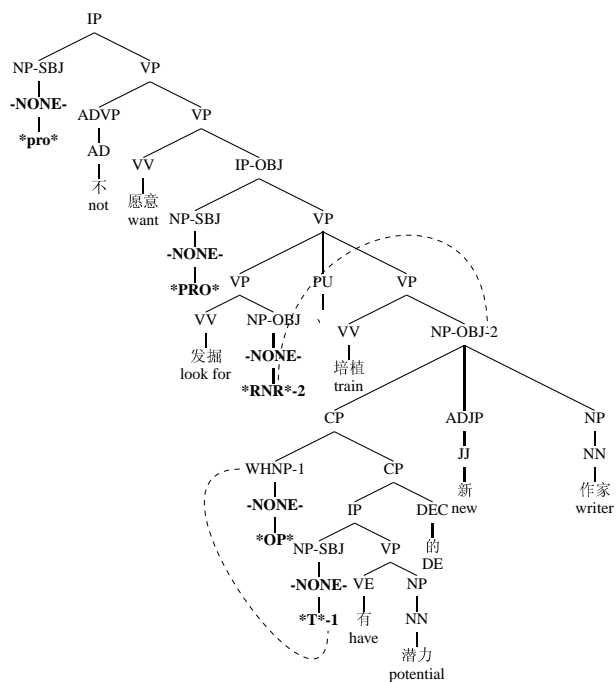 IP
NP-SBJ VP
-NONE- ADVP VP
*pro* AD VV IP-OBJ
不 愿意 NP-SBJ VP
not want -NONE- VP PU VP
*PRO* VV NP-OBJ 、 VV NP-OBJ-2
发掘 -NONE- 培植
look for *RNR*-2 train
CP ADJP NP
WHNP-1 CP JJ NN
-NONE- IP DEC 新 作家
*OP* NP-SBJ VP 的 new writer
-NONE- VE NP DE
*T*-1 有 NN
have 潜力
potential